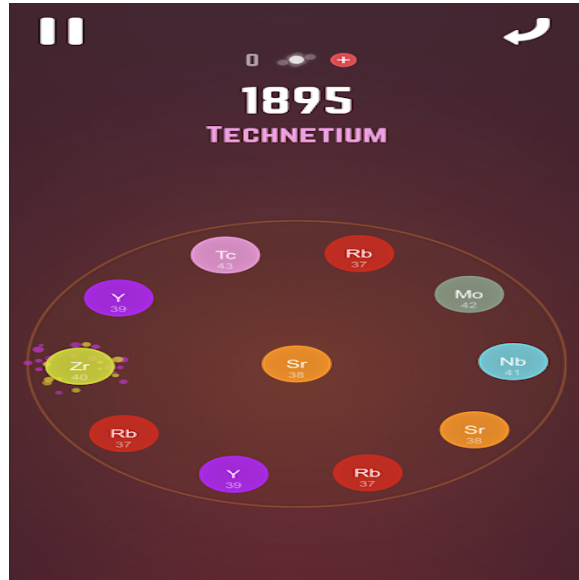 0
1895
TECHNETIUM
Tc
43
Rb
37
Y
39
Mo
42
Zr
40
Sr
38
Nb
41
Rb
37
Sr
38
Y
39
Rb
37